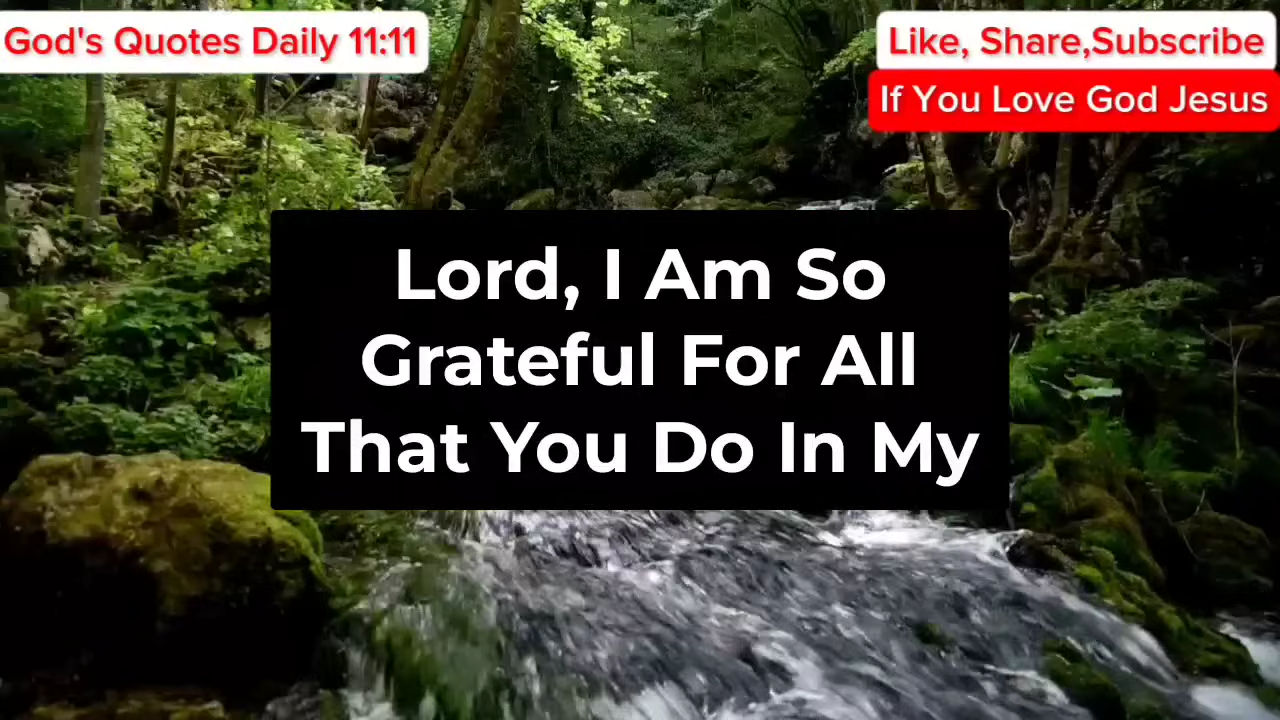 God's Quotes Daily 11:11
Like, Share,Subscribe
If You Love God Jesus
Lord, I Am So
Grateful For All
That You Do In My